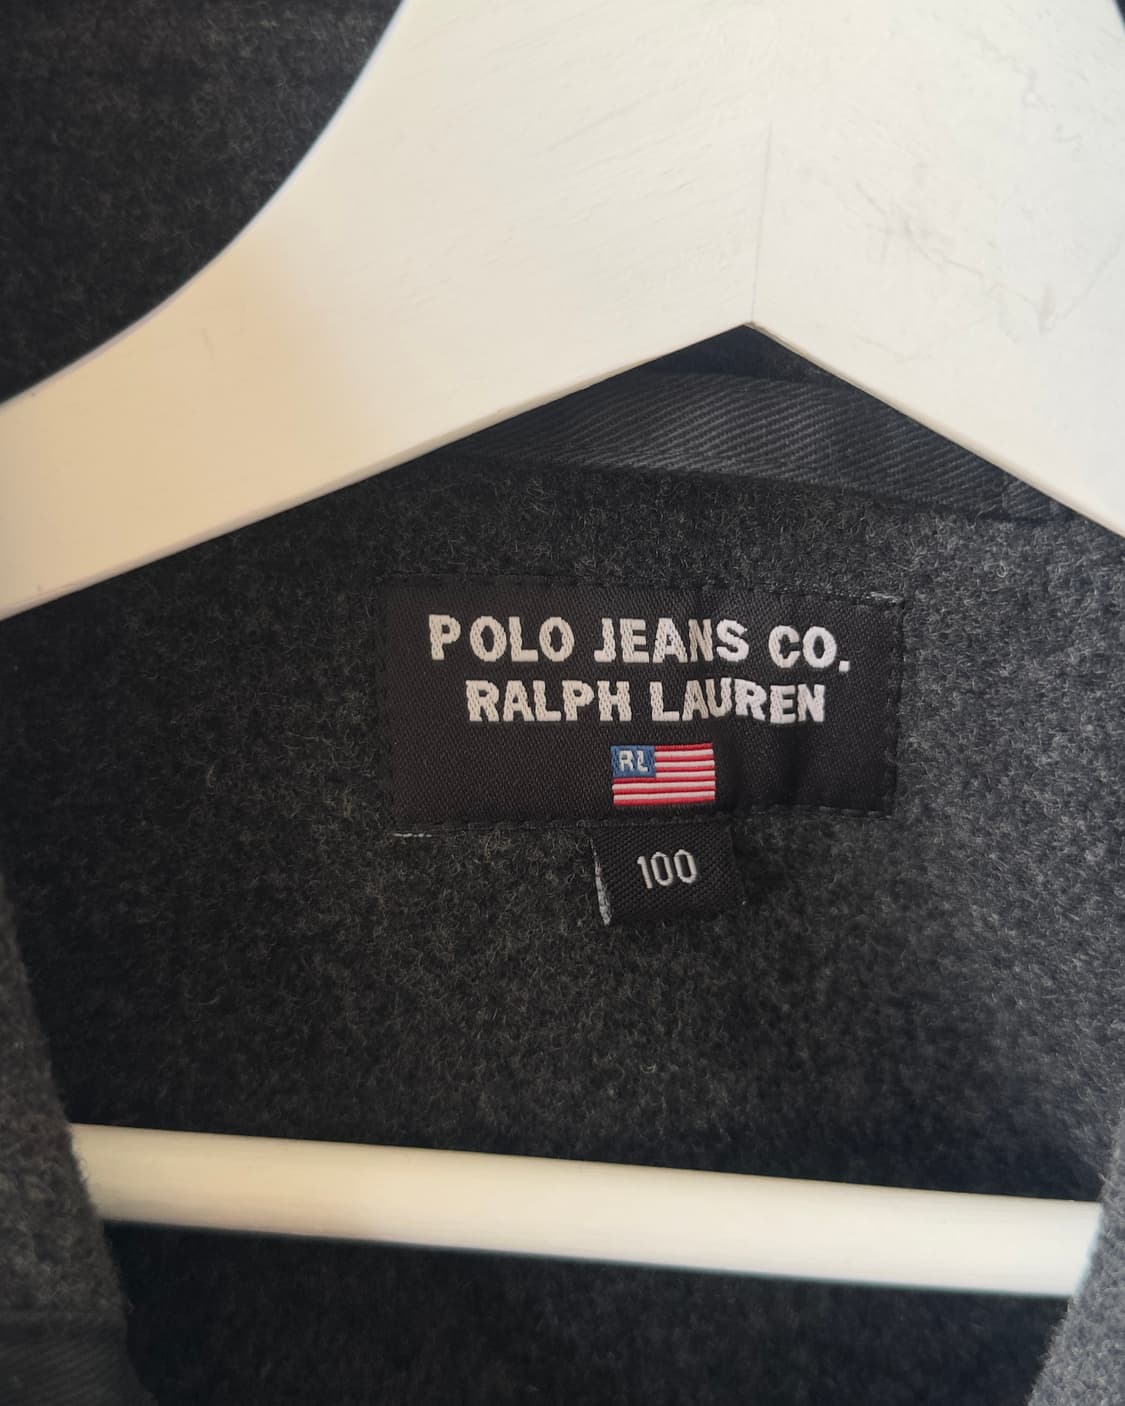 POLO JEANS CO.
RALPH LAUREN
RL
100